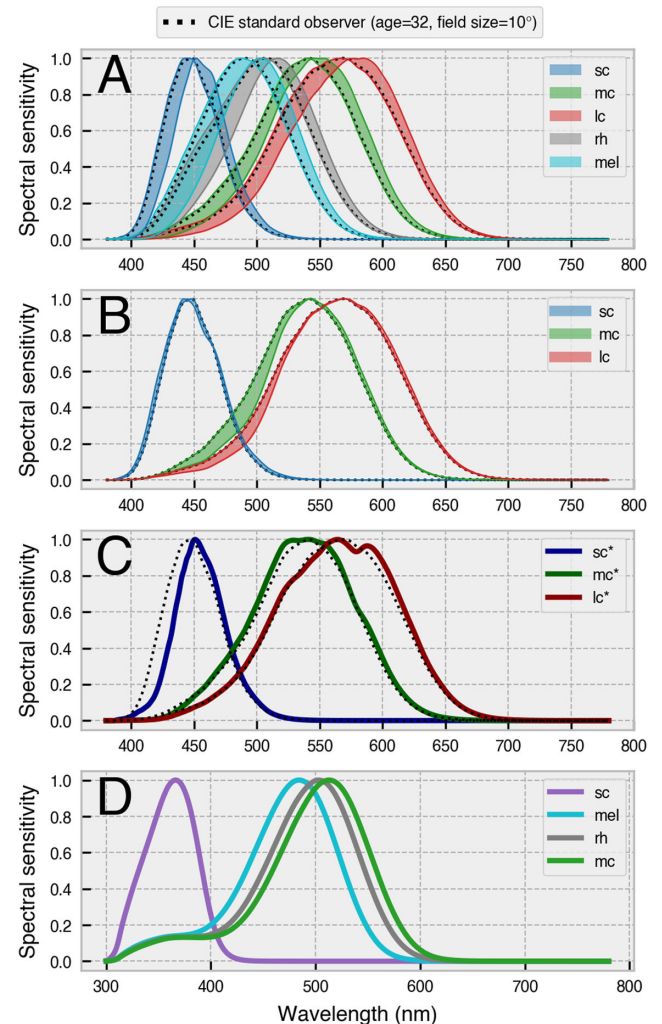 CIE standard observer (age=32, field size=10°)
A
Spectral sensitivity
1.0
0.8
0.6
0.4
0.2
0.0
400 450 500 550 600 650 700 750 800
sc
mc
lc
rh
mel
B
Spectral sensitivity
1.0
0.8
0.6
0.4
0.2
0.0
400 450 500 550 600 650 700 750 800
sc
mc
lc
C
Spectral sensitivity
1.0
0.8
0.6
0.4
0.2
0.0
400 450 500 550 600 650 700 750 800
sc*
mc*
lc*
D
Spectral sensitivity
1.0
0.8
0.6
0.4
0.2
0.0
300 400 500 600 700 800
sc
mel
rh
mc
Wavelength (nm)